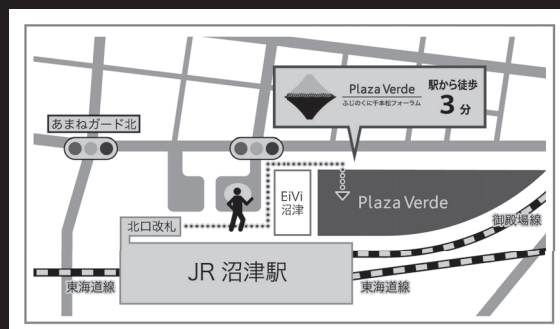 あまねガード北
Plaza Verde
ふじのくに千本松フォーラム
駅から徒歩
3分
EiVi
沼津
Plaza Verde
北口改札
御殿場線
JR 沼津駅
東海道線
東海道線